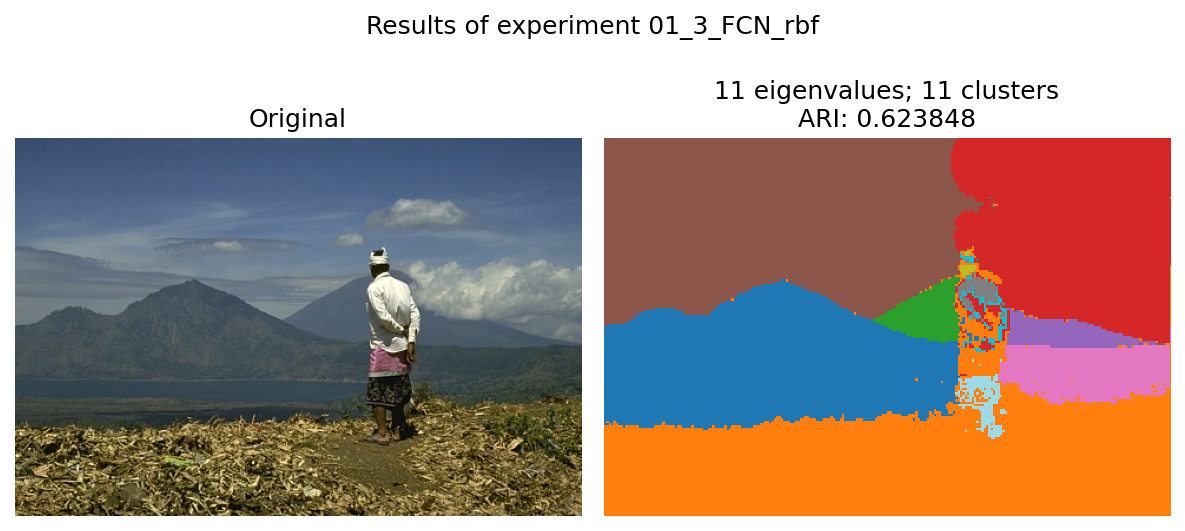 Results of experiment 01_3_FCN_rbf
Original
11 eigenvalues; 11 clusters
ARI: 0.623848